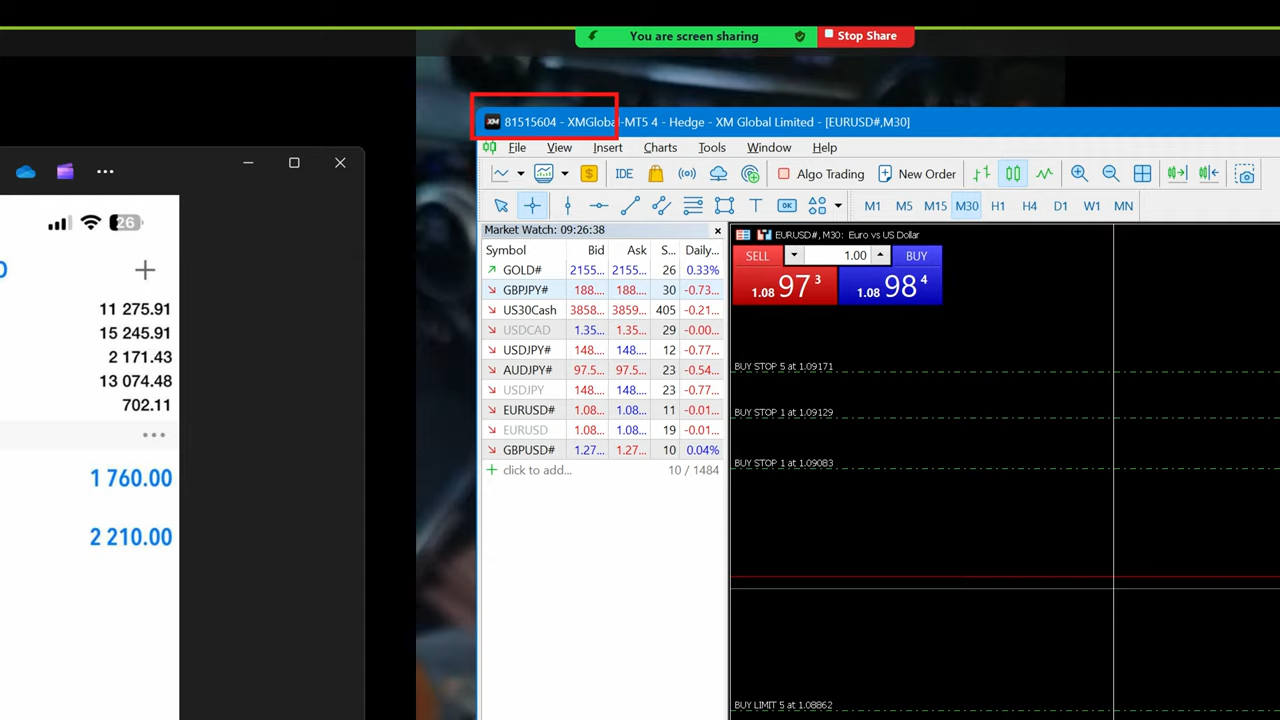 You are screen sharing
Stop Share
XM 81515604 - XMGlobal-MT5 4 - Hedge - XM Global Limited - [EURUSD#,M30]
File View Insert Charts Tools Window Help
IDE Algo Trading New Order
T OK M1 M5 M15 M30 H1 H4 D1 W1 MN
26
11 275.91
15 245.91
2 171.43
13 074.48
702.11
1 760.00
2 210.00
Market Watch: 09:26:38
Symbol Bid Ask S... Daily...
GOLD# 2155... 2155... 26 0.33%
GBPJPY# 188.... 188.... 30 -0.73...
US30Cash 3858... 3859... 405 -0.21...
USDCAD 1.35... 1.35... 29 -0.00...
USDJPY# 148.... 148.... 12 -0.77...
AUDJPY# 97.5... 97.5... 23 -0.54...
USDJPY 148.... 148.... 23 -0.77...
EURUSD# 1.08... 1.08... 11 -0.01...
EURUSD 1.08... 1.08... 19 -0.01...
GBPUSD# 1.27... 1.27... 10 0.04%
click to add... 10 / 1484
EURUSD#, M30: Euro vs US Dollar
SELL 1.00 BUY
1.08 97 3 1.08 98 4
BUY STOP 5 at 1.09171
BUY STOP 1 at 1.09129
BUY STOP 1 at 1.09083
BUY LIMIT 5 at 1.08862